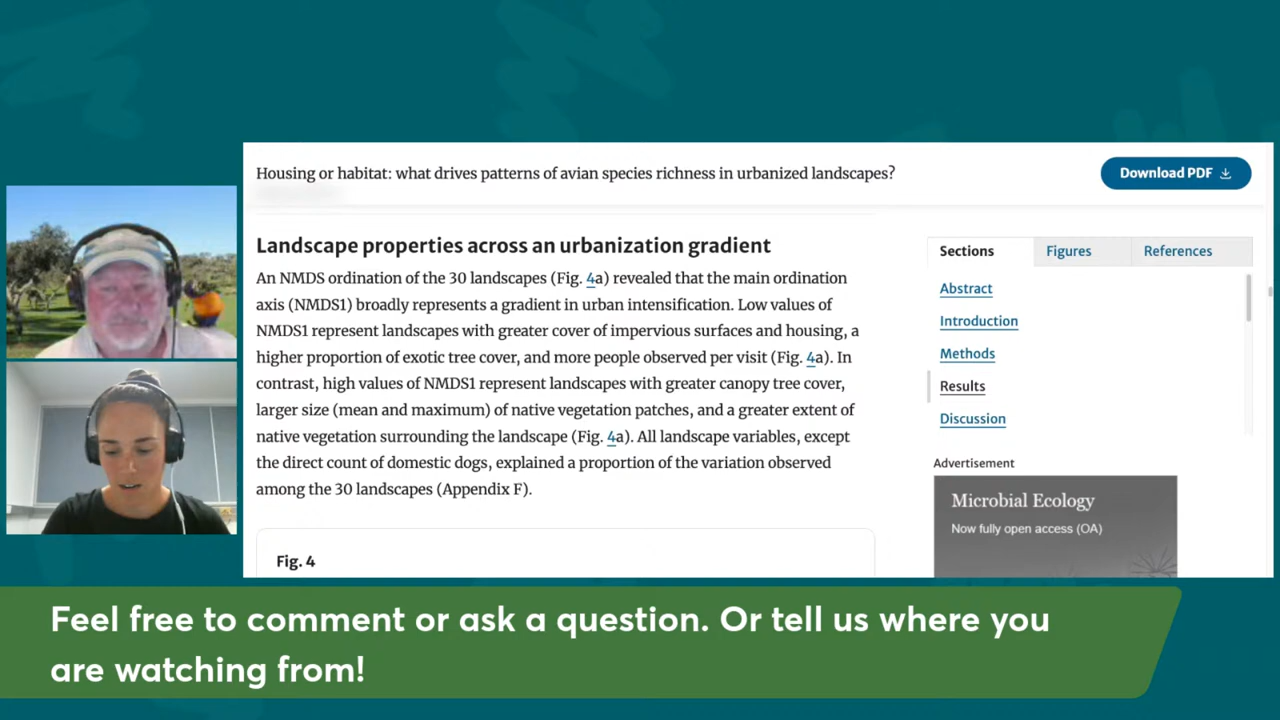 Housing or habitat: what drives patterns of avian species richness in urbanized landscapes?
Download PDF
Landscape properties across an urbanization gradient
An NMDS ordination of the 30 landscapes (Fig. 4a) revealed that the main ordination
axis (NMDS1) broadly represents a gradient in urban intensification. Low values of
NMDS1 represent landscapes with greater cover of impervious surfaces and housing, a
higher proportion of exotic tree cover, and more people observed per visit (Fig. 4a). In
contrast, high values of NMDS1 represent landscapes with greater canopy tree cover,
larger size (mean and maximum) of native vegetation patches, and a greater extent of
native vegetation surrounding the landscape (Fig. 4a). All landscape variables, except
the direct count of domestic dogs, explained a proportion of the variation observed
among the 30 landscapes (Appendix F).
Fig. 4
Sections
Figures
References
Abstract
Introduction
Methods
Results
Discussion
Advertisement
Microbial Ecology
Now fully open access (OA)
Feel free to comment or ask a question. Or tell us where you
are watching from!